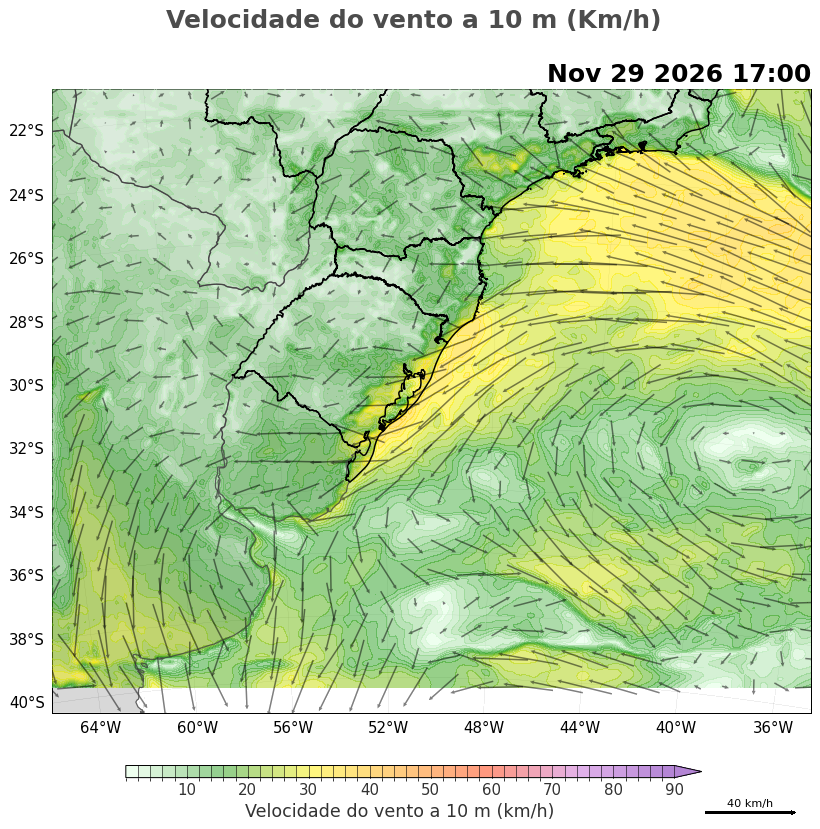 Velocidade do vento a 10 m (Km/h)
Nov 29 2026 17:00
22°S
24°S
26°S
28°S
30°S
32°S
34°S
36°S
38°S
40°S
64°W 60°W 56°W 52°W 48°W 44°W 40°W 36°W
10 20 30 40 50 60 70 80 90
Velocidade do vento a 10 m (km/h)
40 km/h